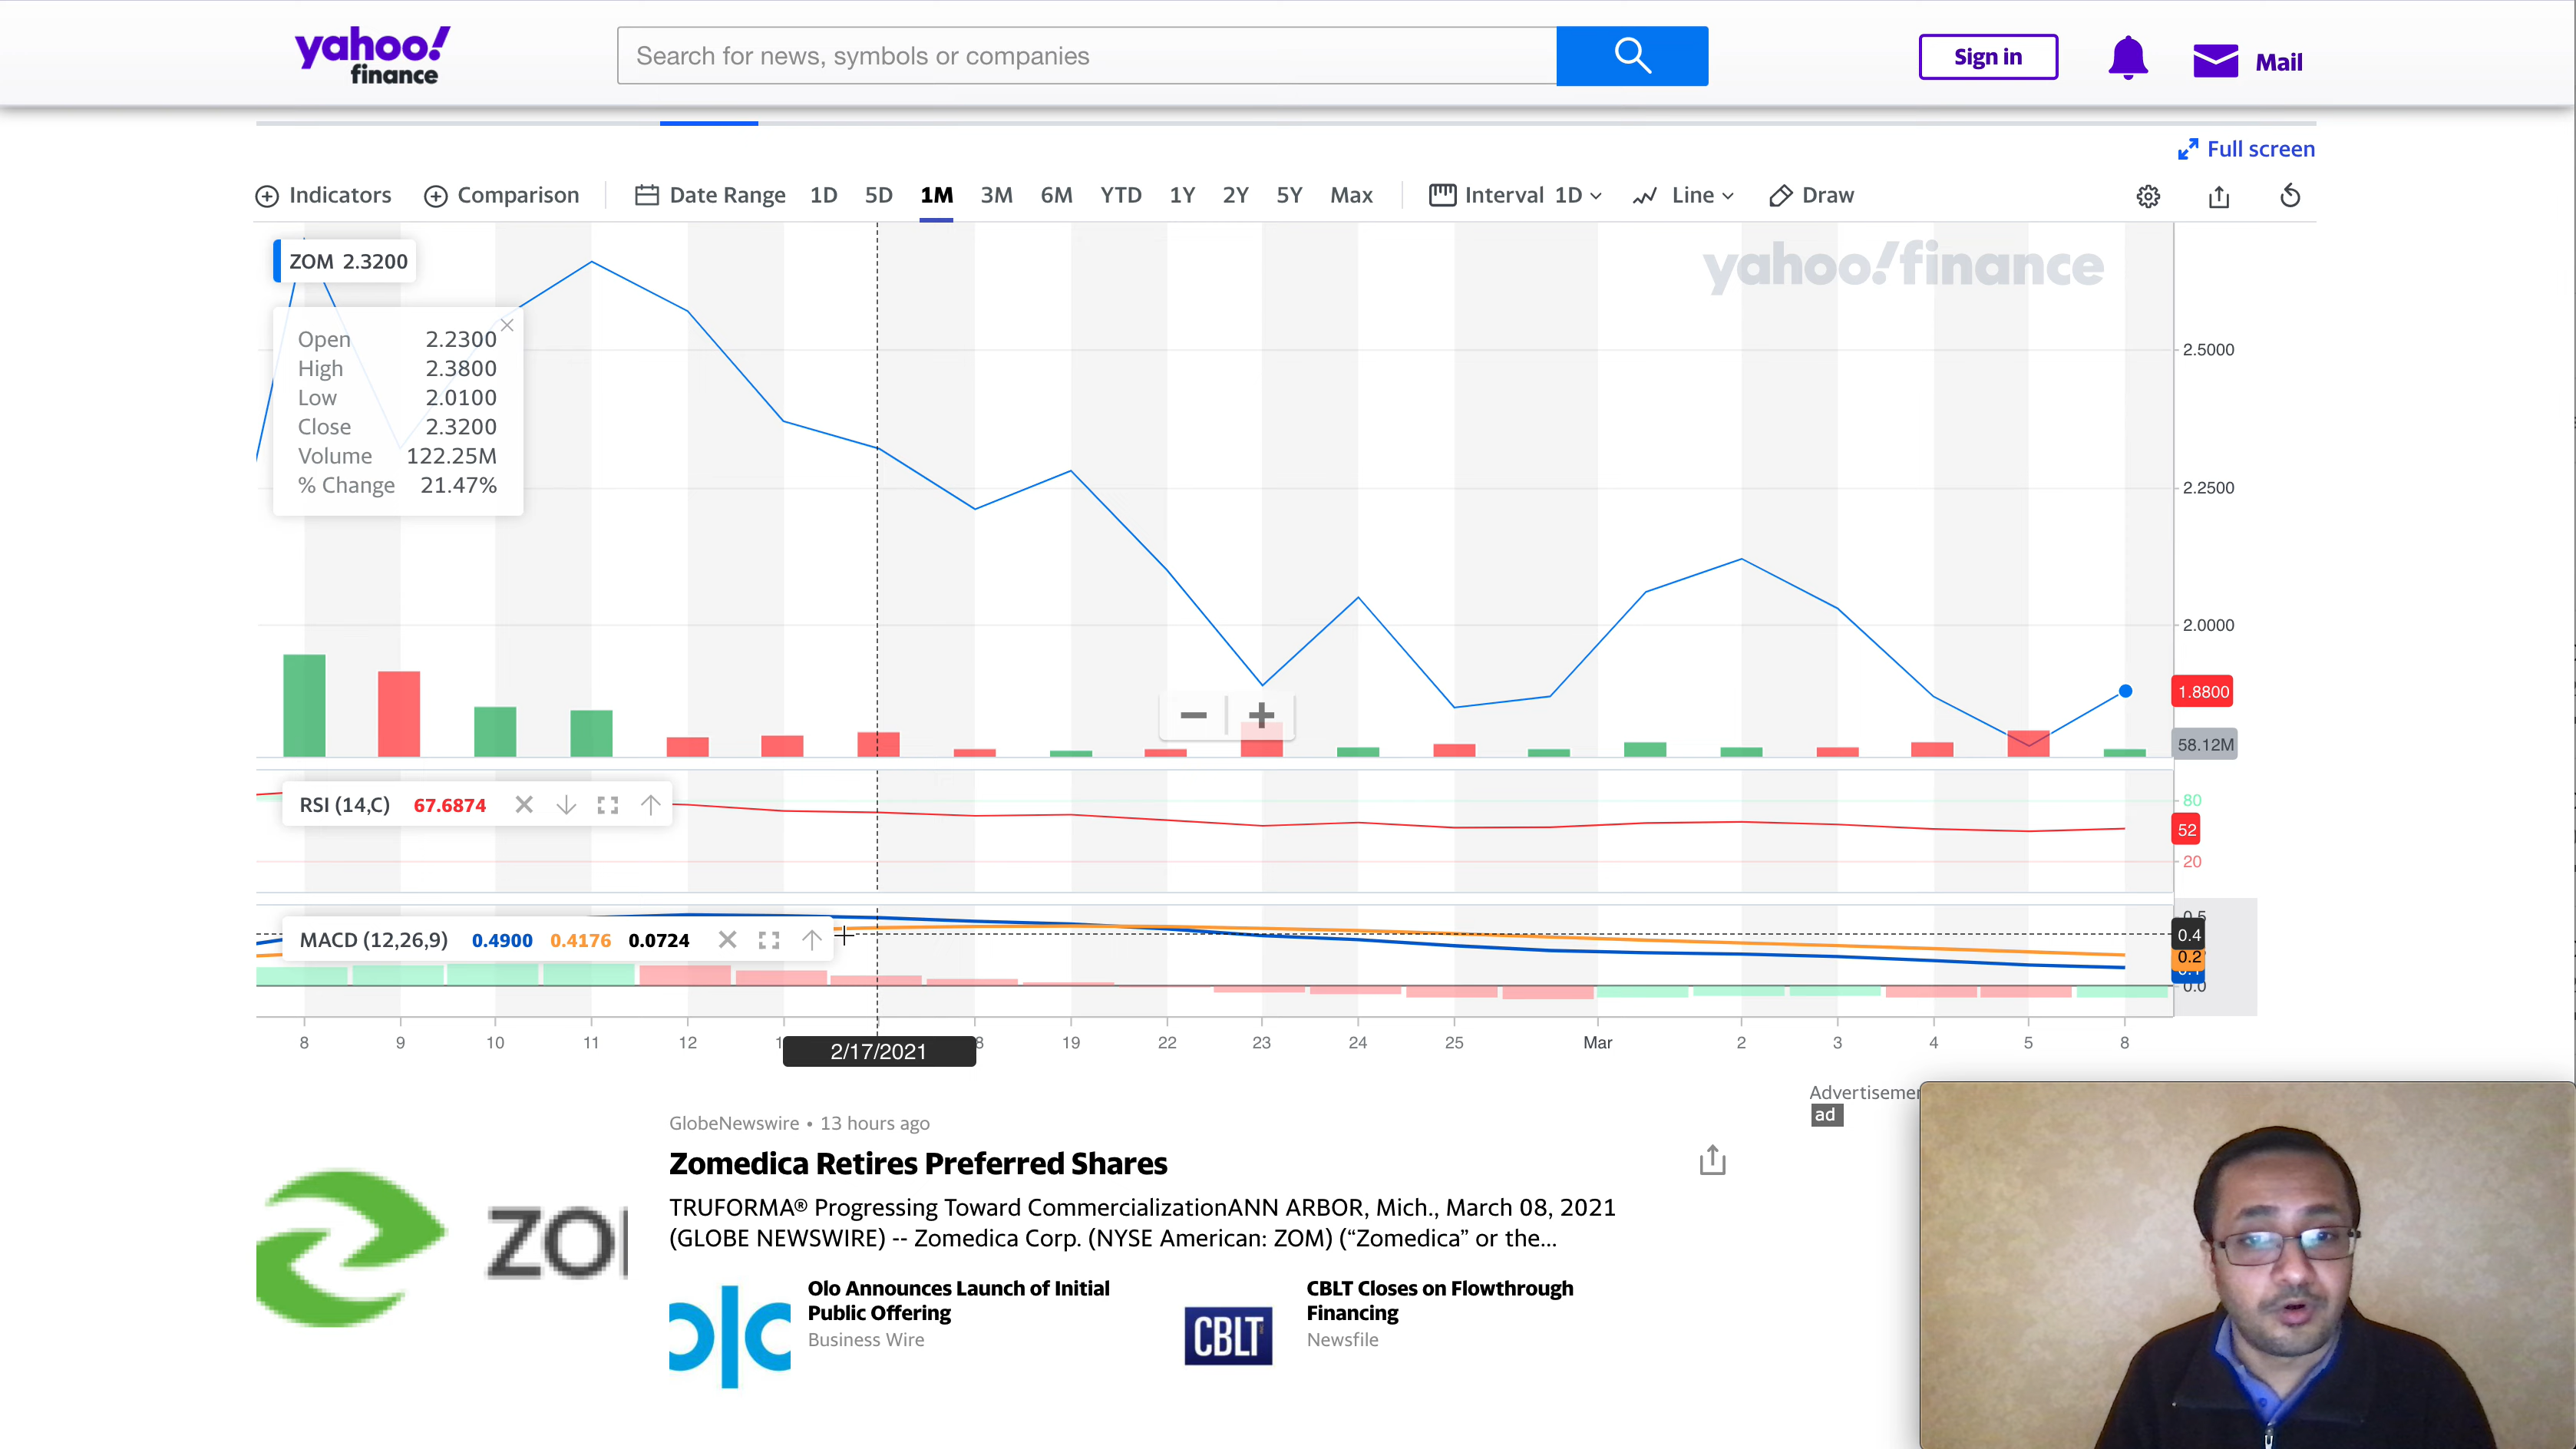 yahoo!
finance
Search for news, symbols or companies
Sign in
Mail
Full screen
Indicators
Comparison
Date Range
1D
5D
1M
3M
6M
YTD
1Y
2Y
5Y
Max
Interval 1D
Line
Draw
ZOM 2.3200
yahoo!finance
Open 2.2300
High 2.3800
Low 2.0100
Close 2.3200
Volume 122.25M
% Change 21.47%
2.5000
2.2500
2.0000
1.8800
58.12M
RSI (14,C) 67.6874
80
52
20
MACD (12,26,9) 0.4900 0.4176 0.0724
0.5
0.4
0.2
0.0
8 9 10 11 12 2/17/2021 19 22 23 24 25 Mar 2 3 4 5 8
GlobeNewswire • 13 hours ago
Zomedica Retires Preferred Shares
TRUFORMA® Progressing Toward CommercializationANN ARBOR, Mich., March 08, 2021
(GLOBE NEWSWIRE) -- Zomedica Corp. (NYSE American: ZOM) (“Zomedica” or the...
Advertisemen
ad
ZO
Olo Announces Launch of Initial
Public Offering
Business Wire
olo
CBLT
CBLT Closes on Flowthrough
Financing
Newsfile